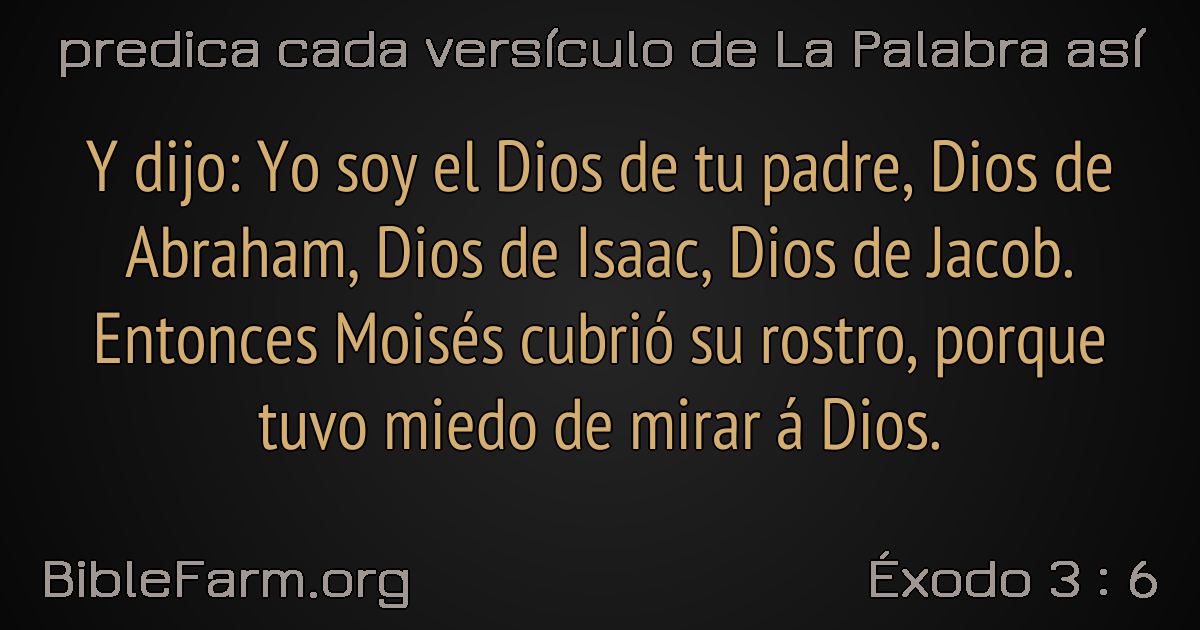 predica cada versículo de La Palabra así
Y dijo: Yo soy el Dios de tu padre, Dios de
Abraham, Dios de Isaac, Dios de Jacob.
Entonces Moisés cubrió su rostro, porque
tuvo miedo de mirar á Dios.
BibleFarm.org
Éxodo 3 : 6